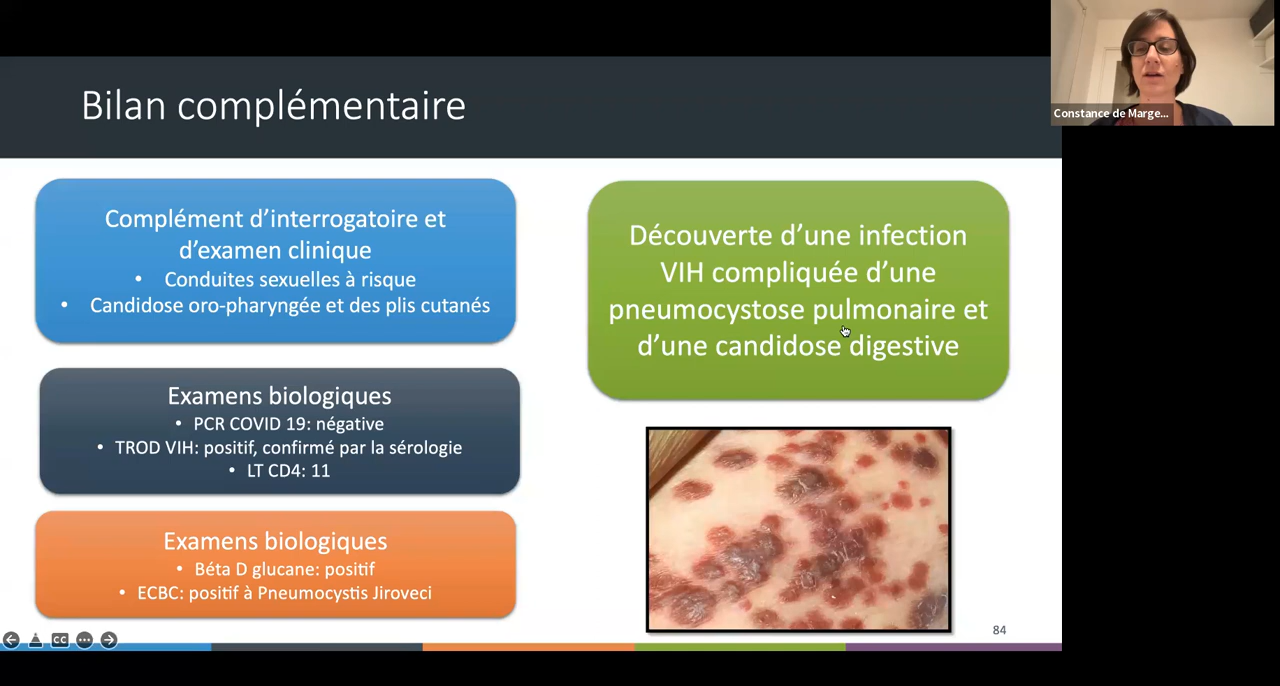 Bilan complémentaire
Constance de Marge...
Complément d'interrogatoire et
d'examen clinique
• Conduites sexuelles à risque
• Candidose oro-pharyngée et des plis cutanés
Examens biologiques
• PCR COVID 19: négative
• TROD VIH: positif, confirmé par la sérologie
• LT CD4: 11
Examens biologiques
• Béta D glucane: positif
• ECBC: positif à Pneumocystis Jiroveci
Découverte d'une infection
VIH compliquée d'une
pneumocystose pulmonaire et
d'une candidose digestive
84
CC